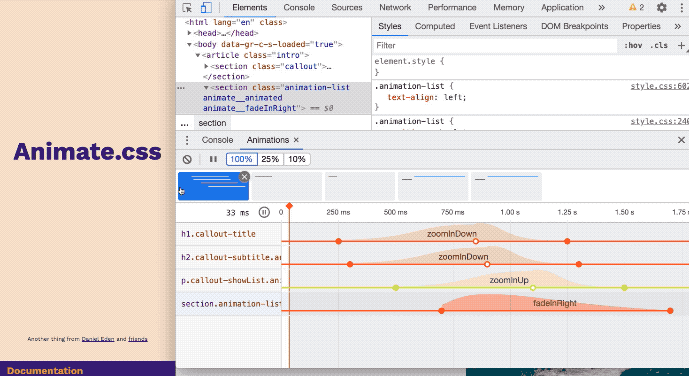 Elements Console Sources Network Performance Memory Application » 2
<html lang="en" class>
<head>…</head>
<body data-gr-c-s-loaded="true">
<article class="intro">
<section class="callout">…
</section>
<section class="animation-list
animate__animated
animate__fadeInRight"> == $0
... section
Styles Computed Event Listeners DOM Breakpoints Properties »
Filter :hov .cls +
element.style {
}
.animation-list { style.css:602
text-align: left;
}
.animation-list { style.css:240
Console Animations ×
100% 25% 10%
33 ms 0 250 ms 500 ms 750 ms 1.00 s 1.25 s 1.50 s 1.75
h1.callout-title zoomInDown
h2.callout-subtitle.an zoomInDown
p.callout-showList.ani zoomInUp
section.animation-list fadeInRight
Animate.css
Another thing from Daniel Eden and friends
Documentation